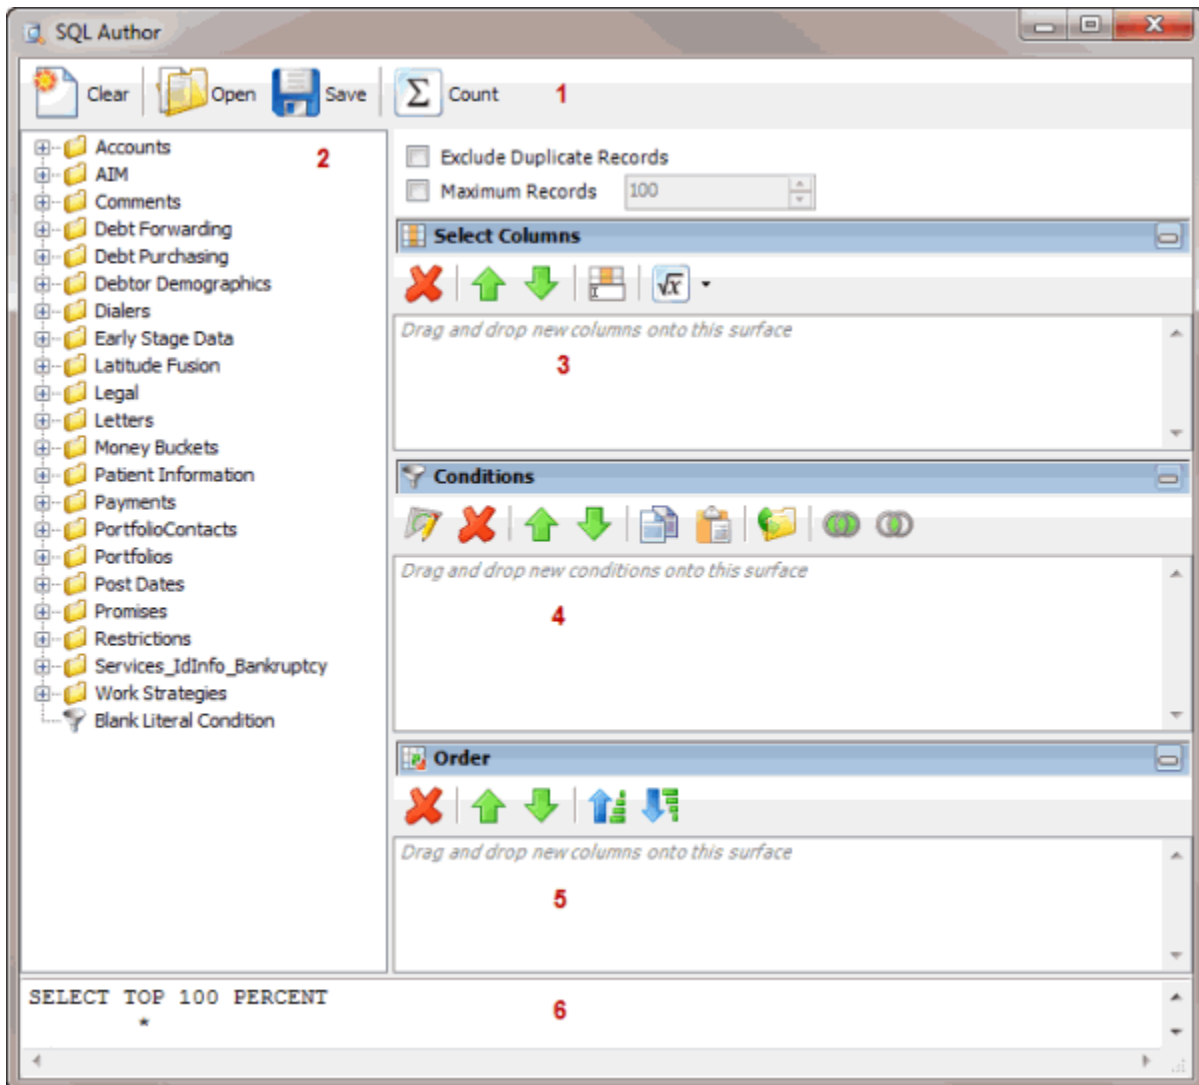 SQL Author
Clear Open Save Count 1
2
Accounts
AIM
Comments
Debt Forwarding
Debt Purchasing
Debtor Demographics
Dialers
Early Stage Data
Latitude Fusion
Legal
Letters
Money Buckets
Patient Information
Payments
PortfolioContacts
Portfolios
Post Dates
Promises
Restrictions
Services_IdInfo_Bankruptcy
Work Strategies
Blank Literal Condition
Exclude Duplicate Records
Maximum Records 100
Select Columns
Drag and drop new columns onto this surface
3
Conditions
Drag and drop new conditions onto this surface
4
Order
Drag and drop new columns onto this surface
5
SELECT TOP 100 PERCENT
*
6